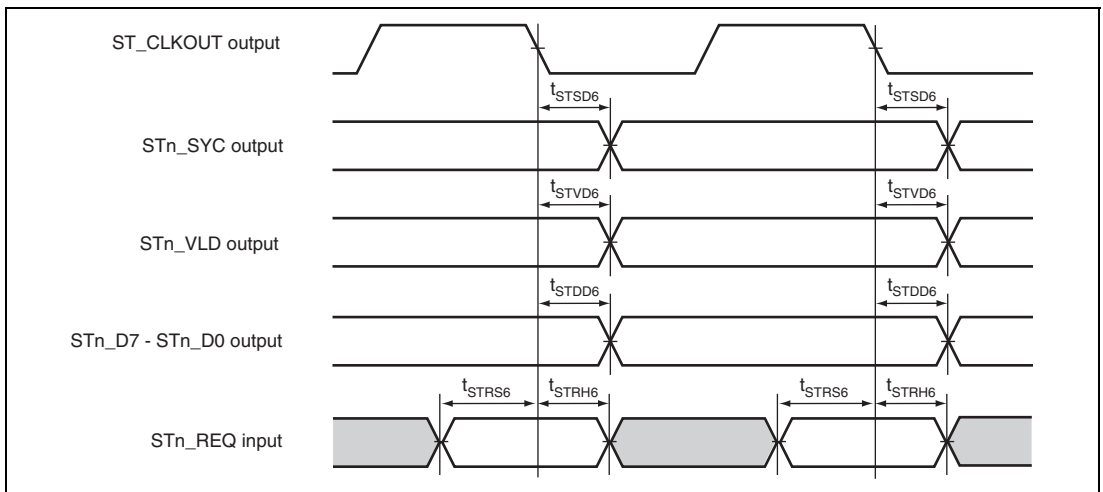 ST_CLKOUT output
tSTSD6 tSTSD6
STn_SYC output
tSTVD6 tSTVD6
STn_VLD output
tSTDD6 tSTDD6
STn_D7 - STn_D0 output
tSTRS6 tSTRH6 tSTRS6 tSTRH6
STn_REQ input